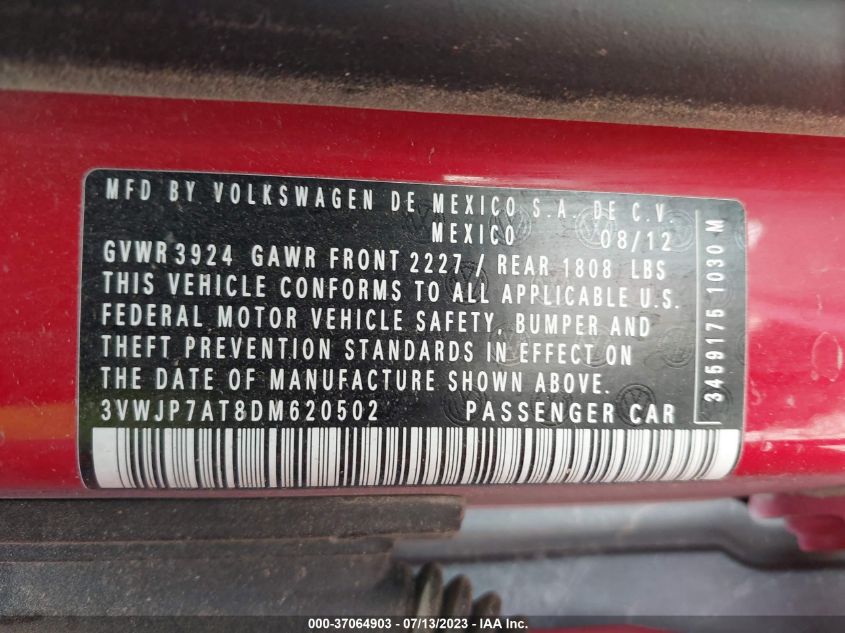 MFD BY VOLKSWAGEN DE MEXICO S.A. DE C.V.
MEXICO 08/12
GVWR 3924 GAWR FRONT 2227 / REAR 1808 LBS
THIS VEHICLE CONFORMS TO ALL APPLICABLE U.S.
FEDERAL MOTOR VEHICLE SAFETY, BUMPER AND
THEFT PREVENTION STANDARDS IN EFFECT ON
THE DATE OF MANUFACTURE SHOWN ABOVE.
3VWJP7AT8DM620502 PASSENGER CAR
3459175 1030 M
000-37064903 - 07/13/2023 - IAA Inc.